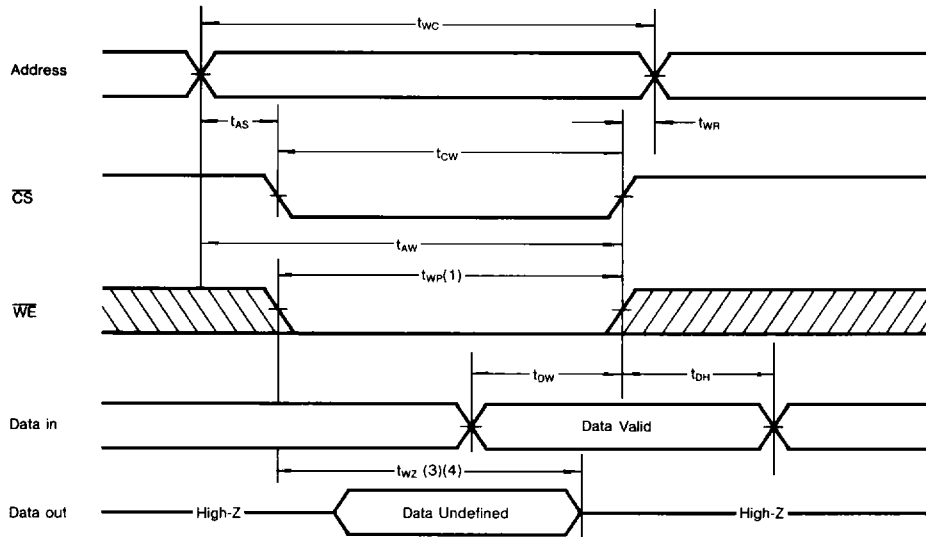 tWC
Address
tAS
tWR
tCW
CS
tAW
tWP(1)
WE
tDW
tDH
Data in
Data Valid
tWZ (3)(4)
Data out
High-Z
Data Undefined
High-Z